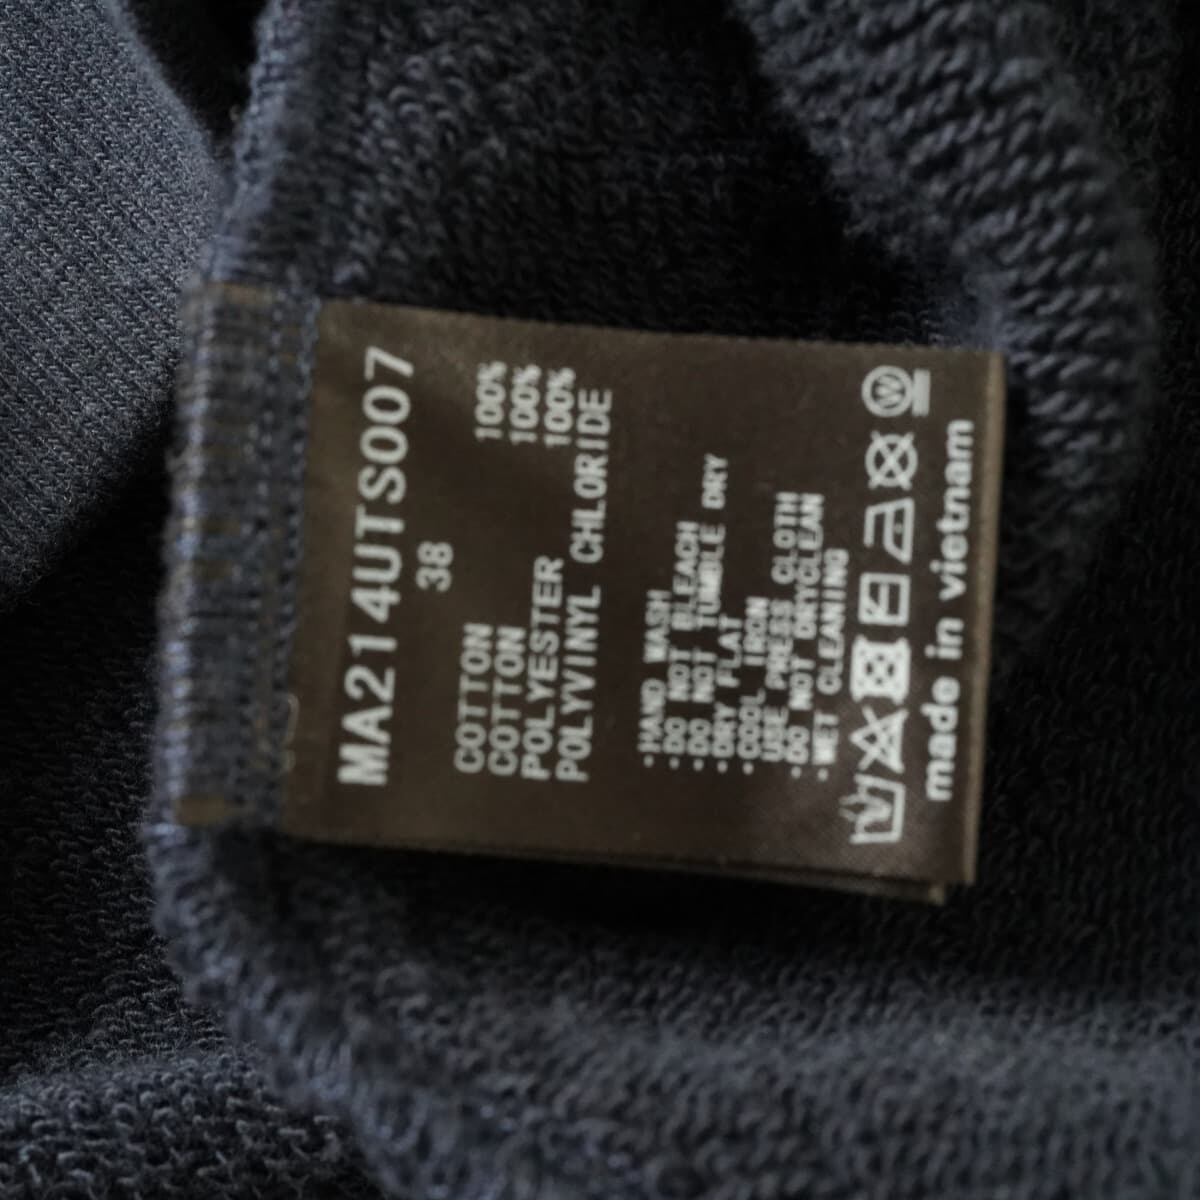 MA214UTS007
38
COTTON 100%
COTTON 100%
POLYESTER 100%
POLYVINYL CHLORIDE
·HAND WASH
·DO NOT BLEACH
·DO NOT TUMBLE DRY
·DRY FLAT
·COOL IRON
USE PRESS CLOTH
·DO NOT DRYCLEAN
·WET CLEANING
W
made in vietnam